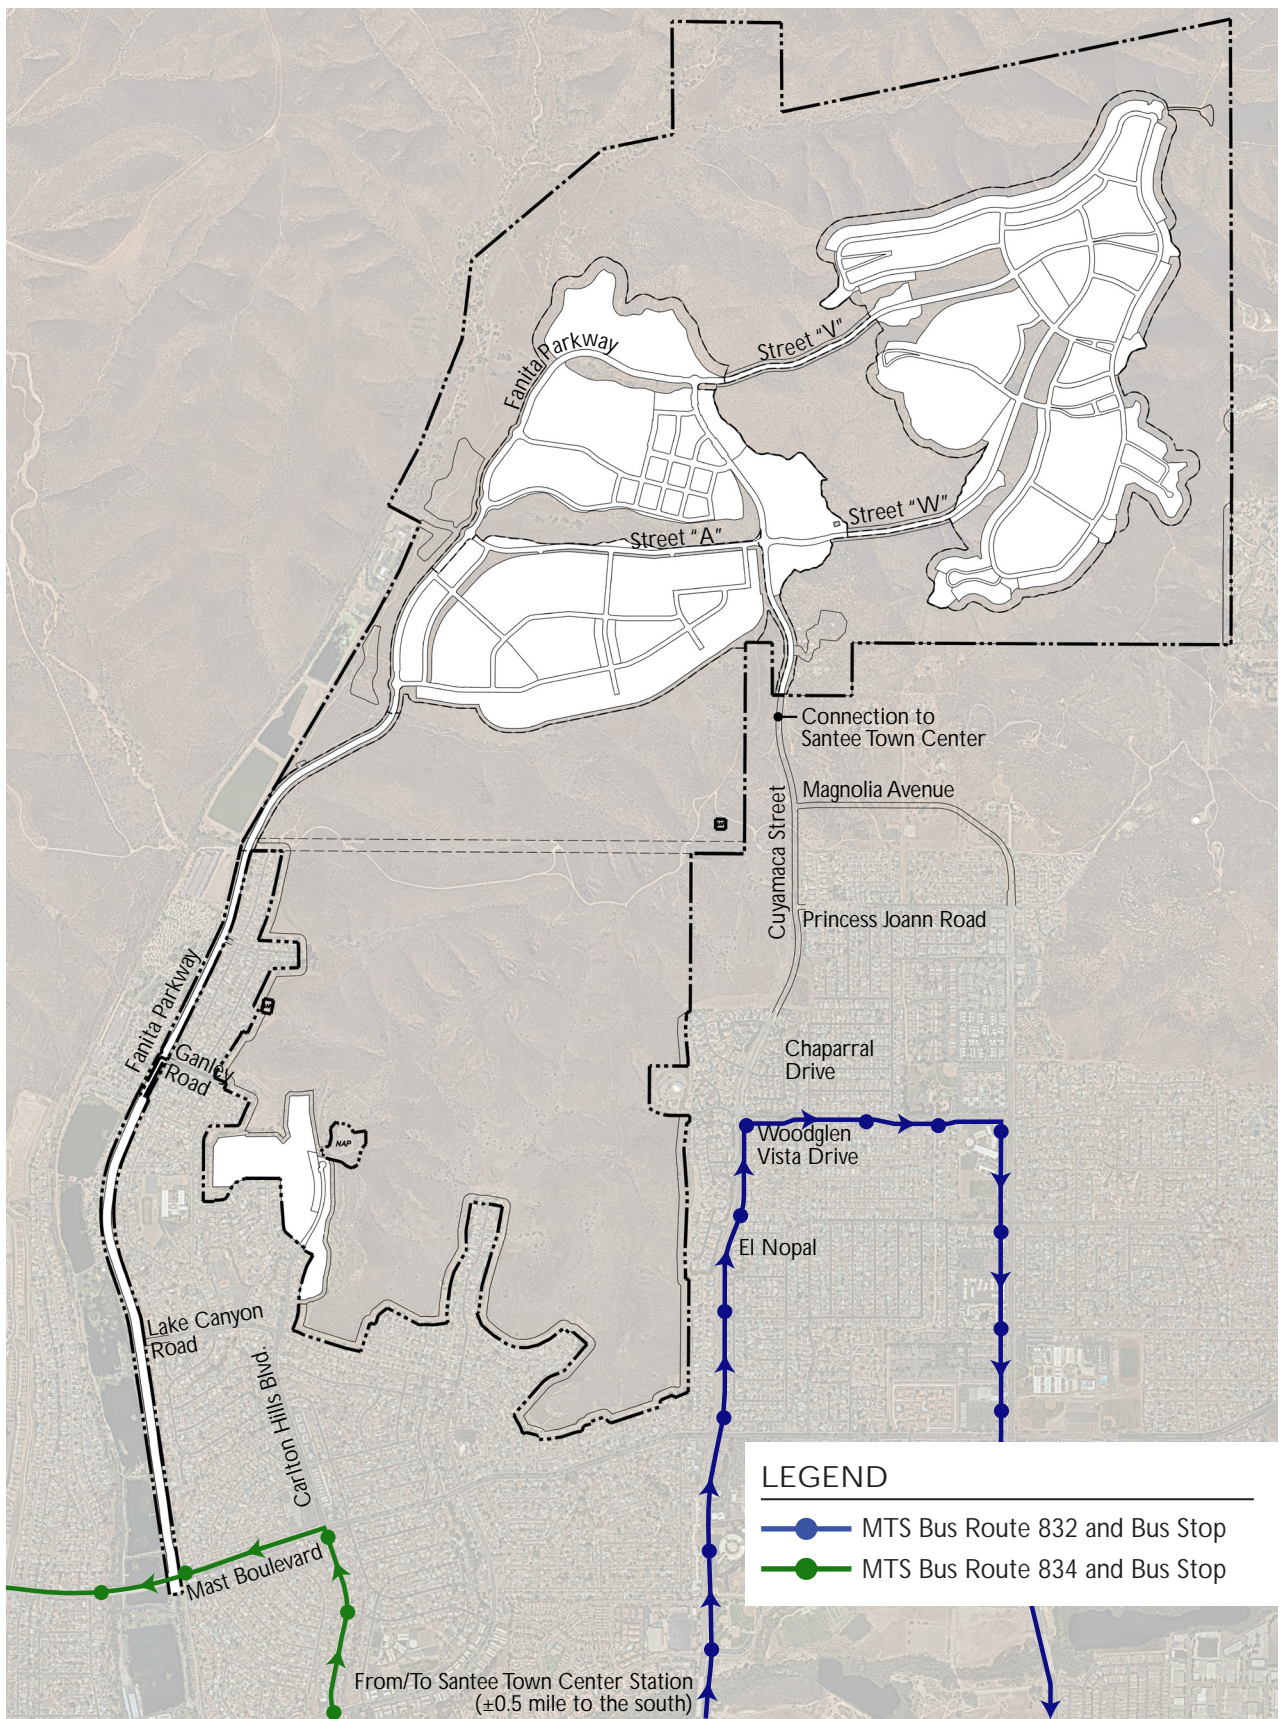 Street “V”
Fanita Parkway
Street “W”
Street “A”
Connection to
Santee Town Center
Magnolia Avenue
Cuyamaca Street
Princess Joann Road
Fanita Parkway
Ganley
Road
Chaparral
Drive
NAP
Woodglen
Vista Drive
El Nopal
Lake Canyon
Road
Carlton Hills Blvd.
Mast Boulevard
LEGEND
MTS Bus Route 832 and Bus Stop
MTS Bus Route 834 and Bus Stop
From/To Santee Town Center Station
(±0.5 mile to the south)